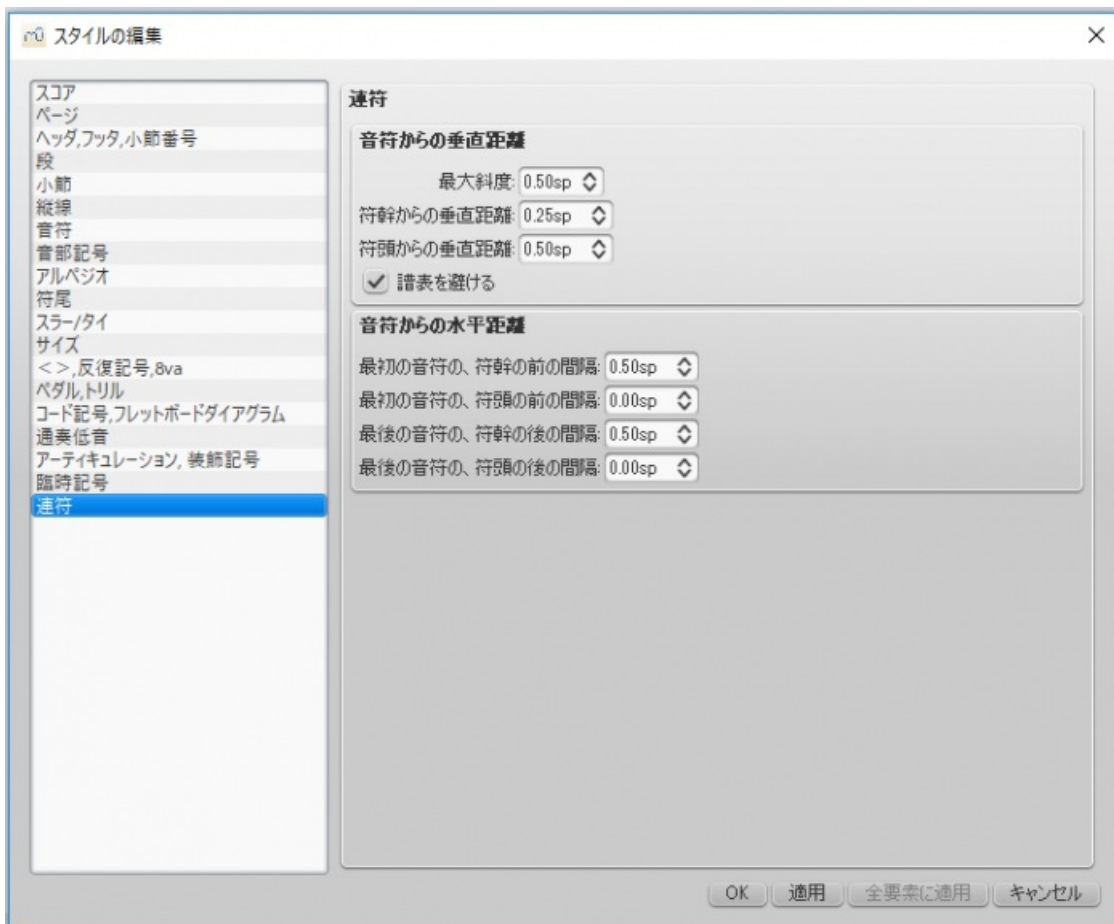 スタイルの編集
スコア
ページ
ヘッダ,フッタ,小節番号
段
小節
縦線
音符
音部記号
アルペジオ
符尾
スラー/タイ
サイズ
<>,反復記号,8va
ペダル,トリル
コード記号,フレットボードダイアグラム
通奏低音
アーティキュレーション, 装飾記号
臨時記号
連符
連符
音符からの垂直距離
最大斜度: 0.50sp
符幹からの垂直距離: 0.25sp
符頭からの垂直距離: 0.50sp
譜表を避ける
音符からの水平距離
最初の音符の、符幹の前の間隔: 0.50sp
最初の音符の、符頭の前の間隔: 0.00sp
最後の音符の、符幹の後の間隔: 0.50sp
最後の音符の、符頭の後の間隔: 0.00sp
OK 適用 全要素に適用 キャンセル